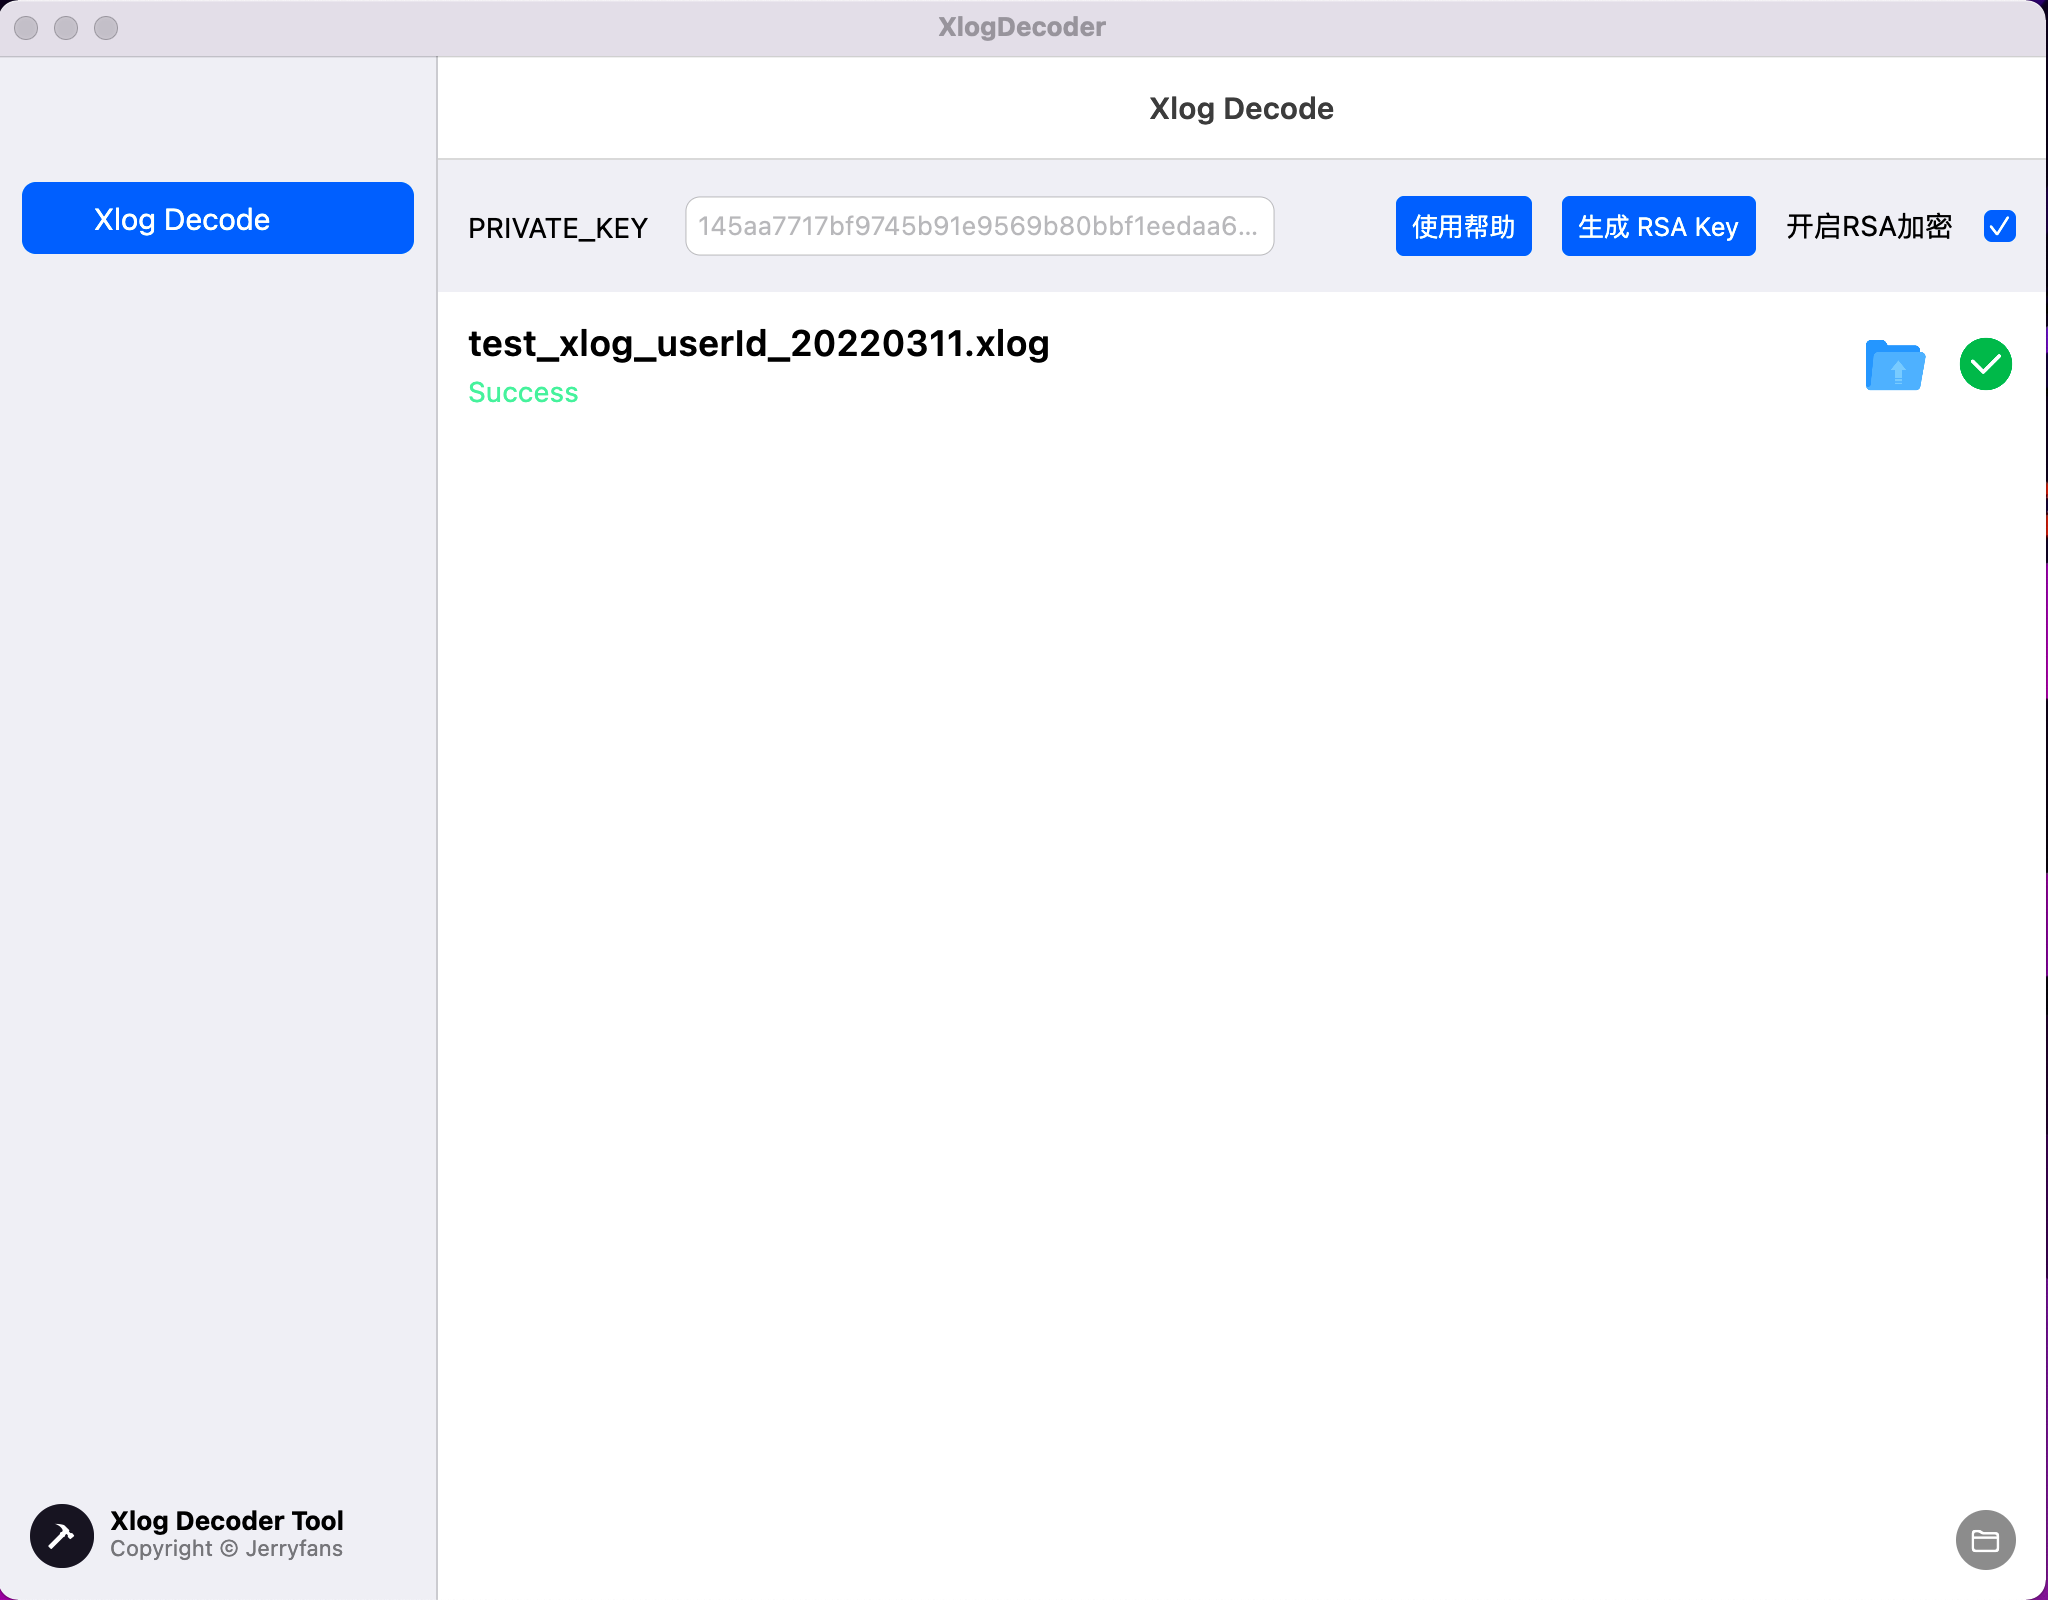 XlogDecoder
Xlog Decode
Xlog Decode
PRIVATE_KEY
145aa7717bf9745b91e9569b80bbf1eedaa6...
使用帮助
生成 RSA Key
开启RSA加密
test_xlog_userId_20220311.xlog
Success
Xlog Decoder Tool
Copyright © Jerryfans